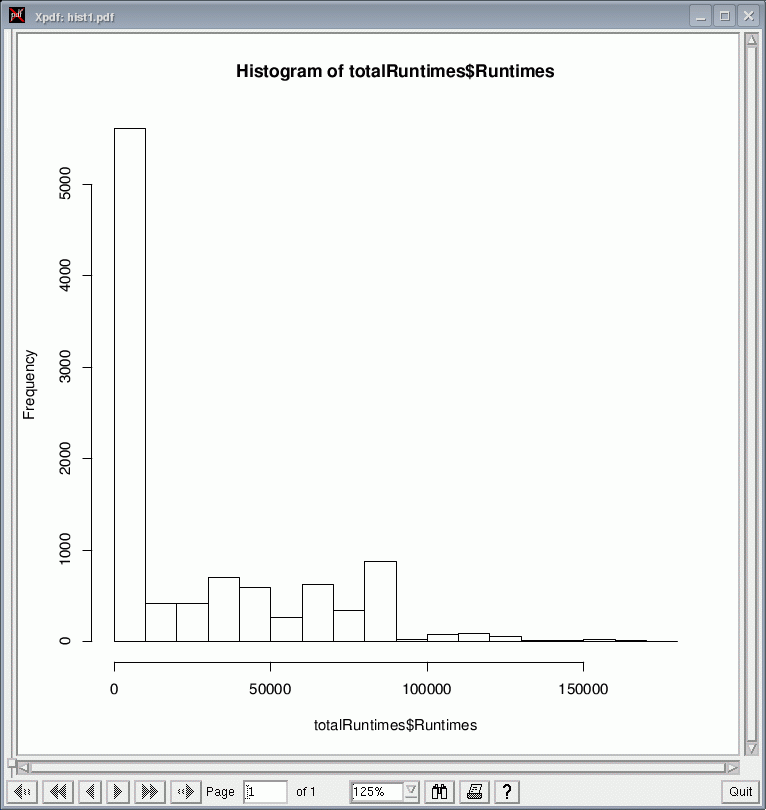 Xpdf: hist1.pdf
Histogram of totalRuntimes$Runtimes
Frequency
5000
4000
3000
2000
1000
0
0 50000 100000 150000
totalRuntimes$Runtimes
Page 1 of 1 125% ? Quit